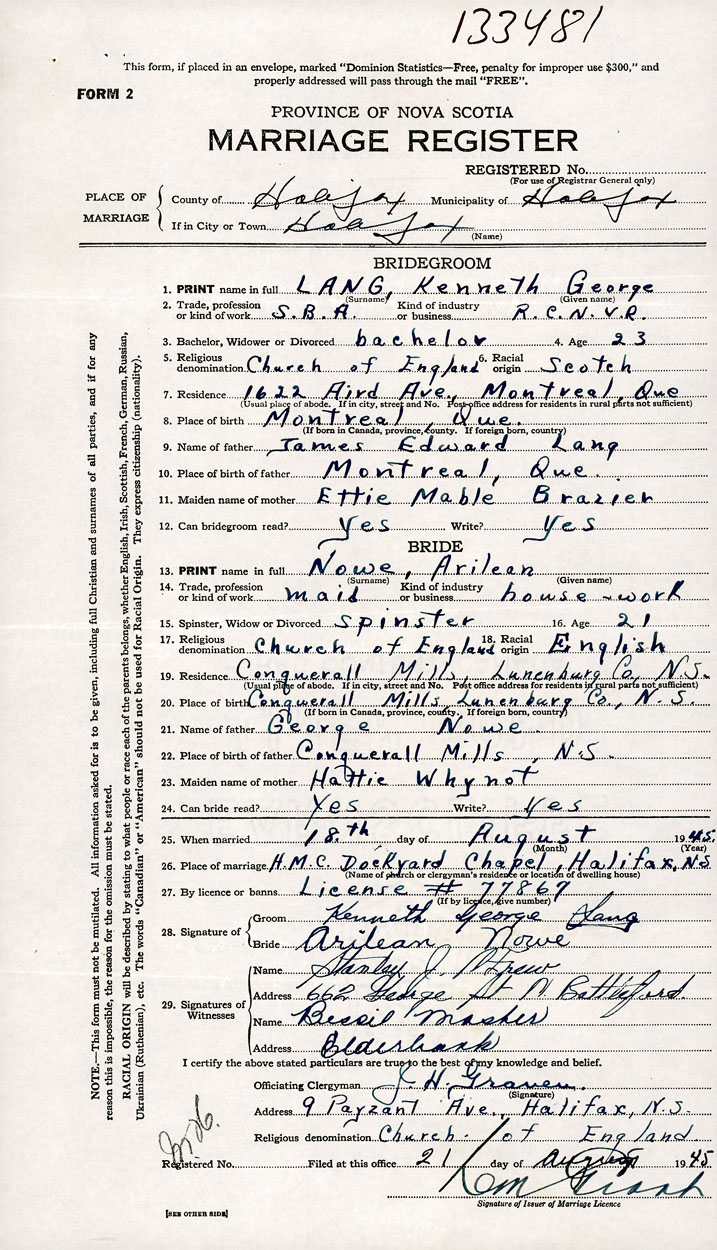 133481
This form, if placed in an envelope, marked "Dominion Statistics—Free, penalty for improper use $300," and
properly addressed will pass through the mail "FREE".
FORM 2
PROVINCE OF NOVA SCOTIA
MARRIAGE REGISTER
REGISTERED No.
(For use of Registrar General only)
PLACE OF MARRIAGE
County of Halifax Municipality of Halifax
If in City or Town Halifax
(Name)
BRIDEGROOM
1. PRINT name in full LANG, Kenneth George
(Surname) (Given name)
2. Trade, profession or kind of work S.B.A. Kind of industry or business R.C.N.V.R.
3. Bachelor, Widower or Divorced bachelor 4. Age 23
5. Religious denomination Church of England 6. Racial origin Scotch
7. Residence 1622 Aird Ave., Montreal, Que
(Usual place of abode. If in city, street and No. Post office address for residents in rural parts not sufficient)
8. Place of birth Montreal, Que.
(If born in Canada, province, county. If foreign born, country)
9. Name of father James Edward Lang
10. Place of birth of father Montreal, Que.
11. Maiden name of mother Ettie Mable Brazier
12. Can bridegroom read? Yes Write? Yes
BRIDE
13. PRINT name in full Nowe, Arilean
(Surname) (Given name)
14. Trade, profession or kind of work maid Kind of industry or business house-work
15. Spinster, Widow or Divorced spinster 16. Age 21
17. Religious denomination Church of England 18. Racial origin English
19. Residence Conquerall Mills, Lunenburg Co., N.S.
(Usual place of abode. If in city, street and No. Post office address for residents in rural parts not sufficient)
20. Place of birth Conquerall Mills, Lunenburg Co., N.S.
(If born in Canada, province, county. If foreign born, country)
21. Name of father George Nowe
22. Place of birth of father Conquerall Mills, N.S.
23. Maiden name of mother Hattie Whynot
24. Can bride read? Yes Write? Yes
25. When married 18th day of August 1945.
(Month) (Year)
26. Place of marriage H.M.C. Dockyard Chapel, Halifax, N.S.
(Name of church or clergyman's residence or location of dwelling house)
27. By licence or banns License # 77869
(If by licence, give number)
28. Signature of
Groom Kenneth George Lang
Bride Arilean Nowe
29. Signatures of Witnesses
Name Stanley J.
Address 662 George St N. Battleford.
Name Bessil Mosher
Address Elderbank
I certify the above stated particulars are true to the best of my knowledge and belief.
Officiating Clergyman J. H. Graven.
(Signature)
Address 9 Payzant Ave., Halifax, N.S.
Religious denomination Church of England
Registered No. Filed at this office 21 day of August 1945
Signature of Issuer of Marriage Licence
[SEE OTHER SIDE]
NOTE.—This form must not be mutilated. All information asked for is to be given, including full Christian and surnames of all parties, and if for any
reason this is impossible, the reason for the omission must be stated.
RACIAL ORIGIN will be described by stating to what people or race each of the parents belongs, whether English, Irish, Scottish, French, German, Russian,
Ukrainian (Ruthenian), etc. The words "Canadian" or "American" should not be used for Racial Origin. They express citizenship (nationality).